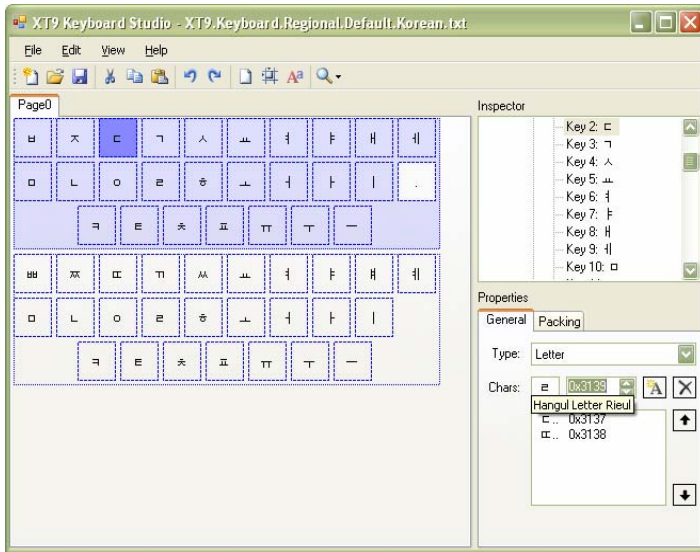 XT9 Keyboard Studio - XT9.Keyboard.Regional.Default.Korean.txt
File Edit View Help
Page0
ㅂ ㅈ ㄷ ㄱ ㅅ ㅛ ㅕ ㅑ ㅐ ㅔ
ㅁ ㄴ ㅇ ㄹ ㅎ ㅗ ㅓ ㅏ ㅣ .
ㅋ ㅌ ㅊ ㅍ ㅠ ㅜ ㅡ
ㅃ ㅉ ㄸ ㄲ ㅆ ㅛ ㅕ ㅑ ㅒ ㅖ
ㅁ ㄴ ㅇ ㄹ ㅎ ㅗ ㅓ ㅏ ㅣ
ㅋ ㅌ ㅊ ㅍ ㅠ ㅜ ㅡ
Inspector
Key 2: ㄷ
Key 3: ㄱ
Key 4: ㅅ
Key 5: ㅛ
Key 6: ㅕ
Key 7: ㅑ
Key 8: ㅐ
Key 9: ㅔ
Key 10: ㅁ
Properties
General Packing
Type: Letter
Chars: ㄹ 0x3139
Hangul Letter Rieul
ㄷ.. 0x3137
ㄸ.. 0x3138